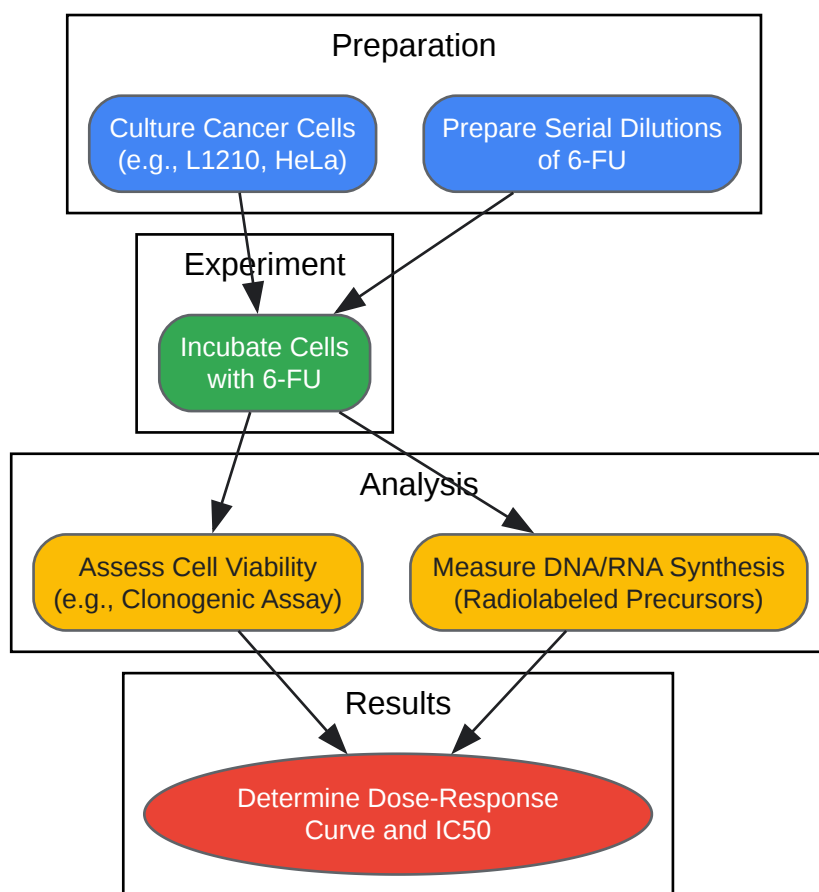 Preparation
Culture Cancer Cells
(e.g., L1210, HeLa)
Prepare Serial Dilutions
of 6-FU
Experiment
Incubate Cells
with 6-FU
Analysis
Assess Cell Viability
(e.g., Clonogenic Assay)
Measure DNA/RNA Synthesis
(Radiolabeled Precursors)
Results
Determine Dose-Response
Curve and IC50